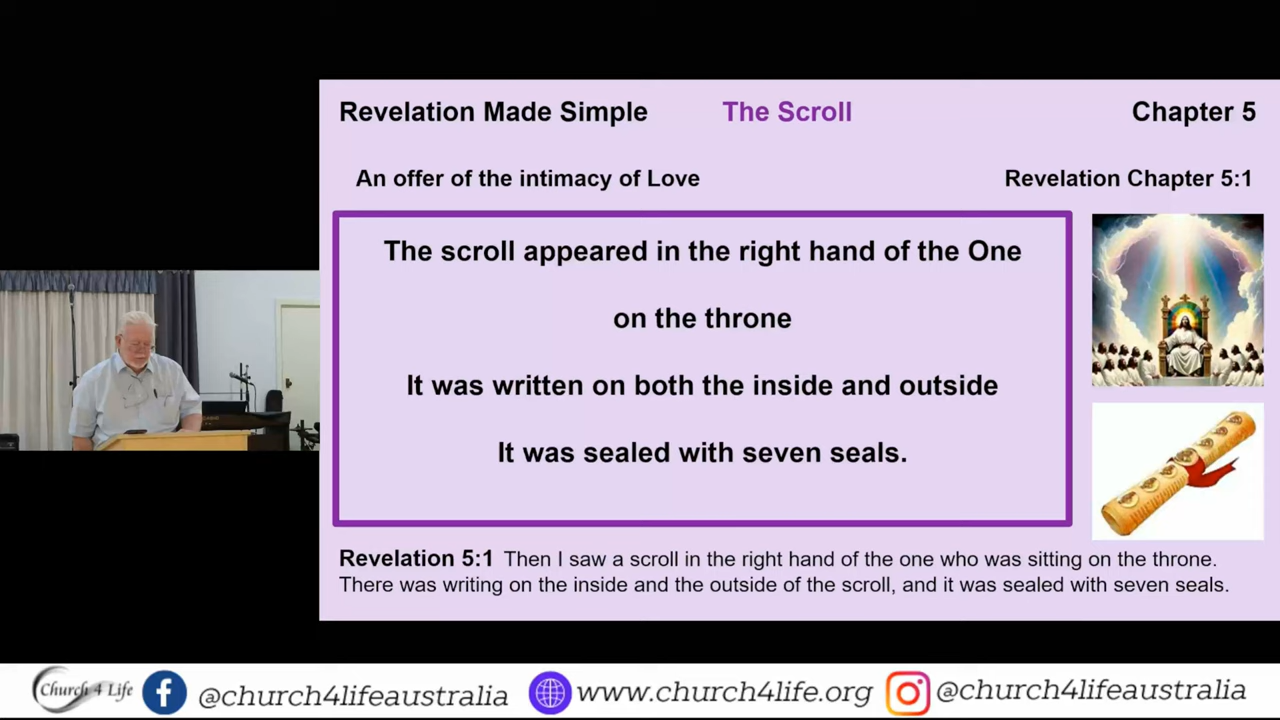 Revelation Made Simple The Scroll Chapter 5
An offer of the intimacy of Love Revelation Chapter 5:1
The scroll appeared in the right hand of the One
on the throne
It was written on both the inside and outside
It was sealed with seven seals.
Revelation 5:1 Then I saw a scroll in the right hand of the one who was sitting on the throne.
There was writing on the inside and the outside of the scroll, and it was sealed with seven seals.
Church 4 Life @church4lifeaustralia www.church4life.org @church4lifeaustralia